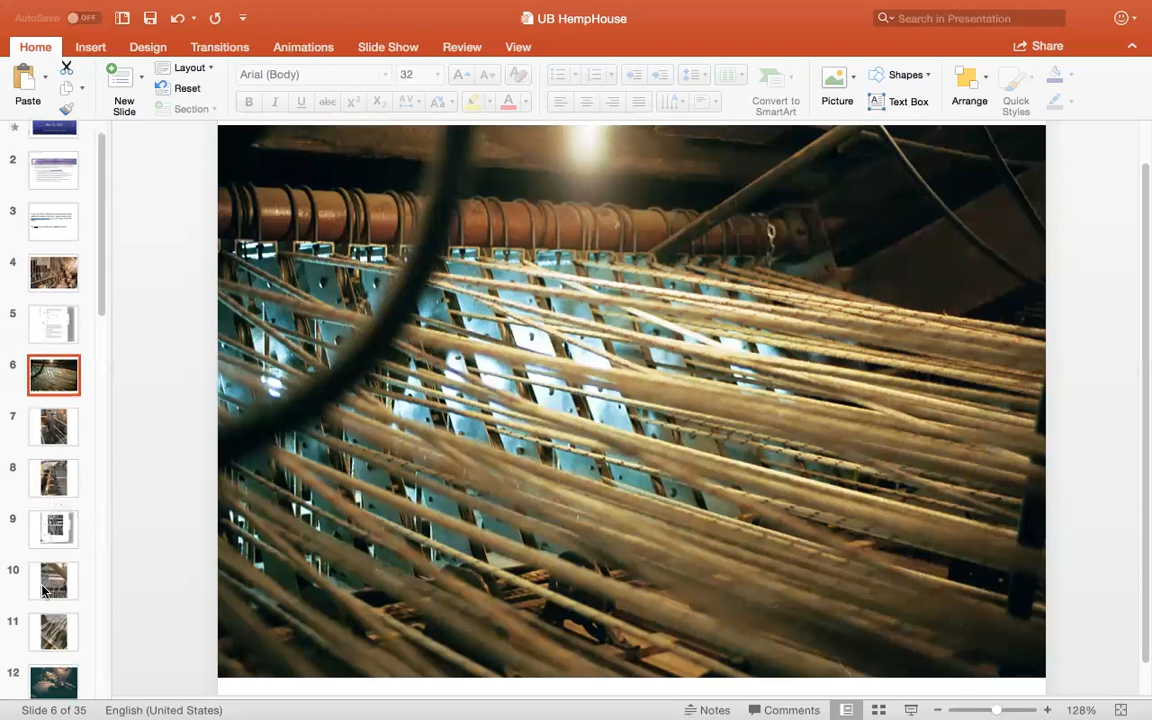 AutoSave OFF
UB HempHouse
Search in Presentation
Home Insert Design Transitions Animations Slide Show Review View
Share
Paste
New Slide
Layout
Reset
Section
Arial (Body) 32
Convert to SmartArt
Picture
Shapes
Text Box
Arrange
Quick Styles
2
3
4
5
6
7
8
9
10
11
12
Slide 6 of 35
English (United States)
Notes
Comments
128%